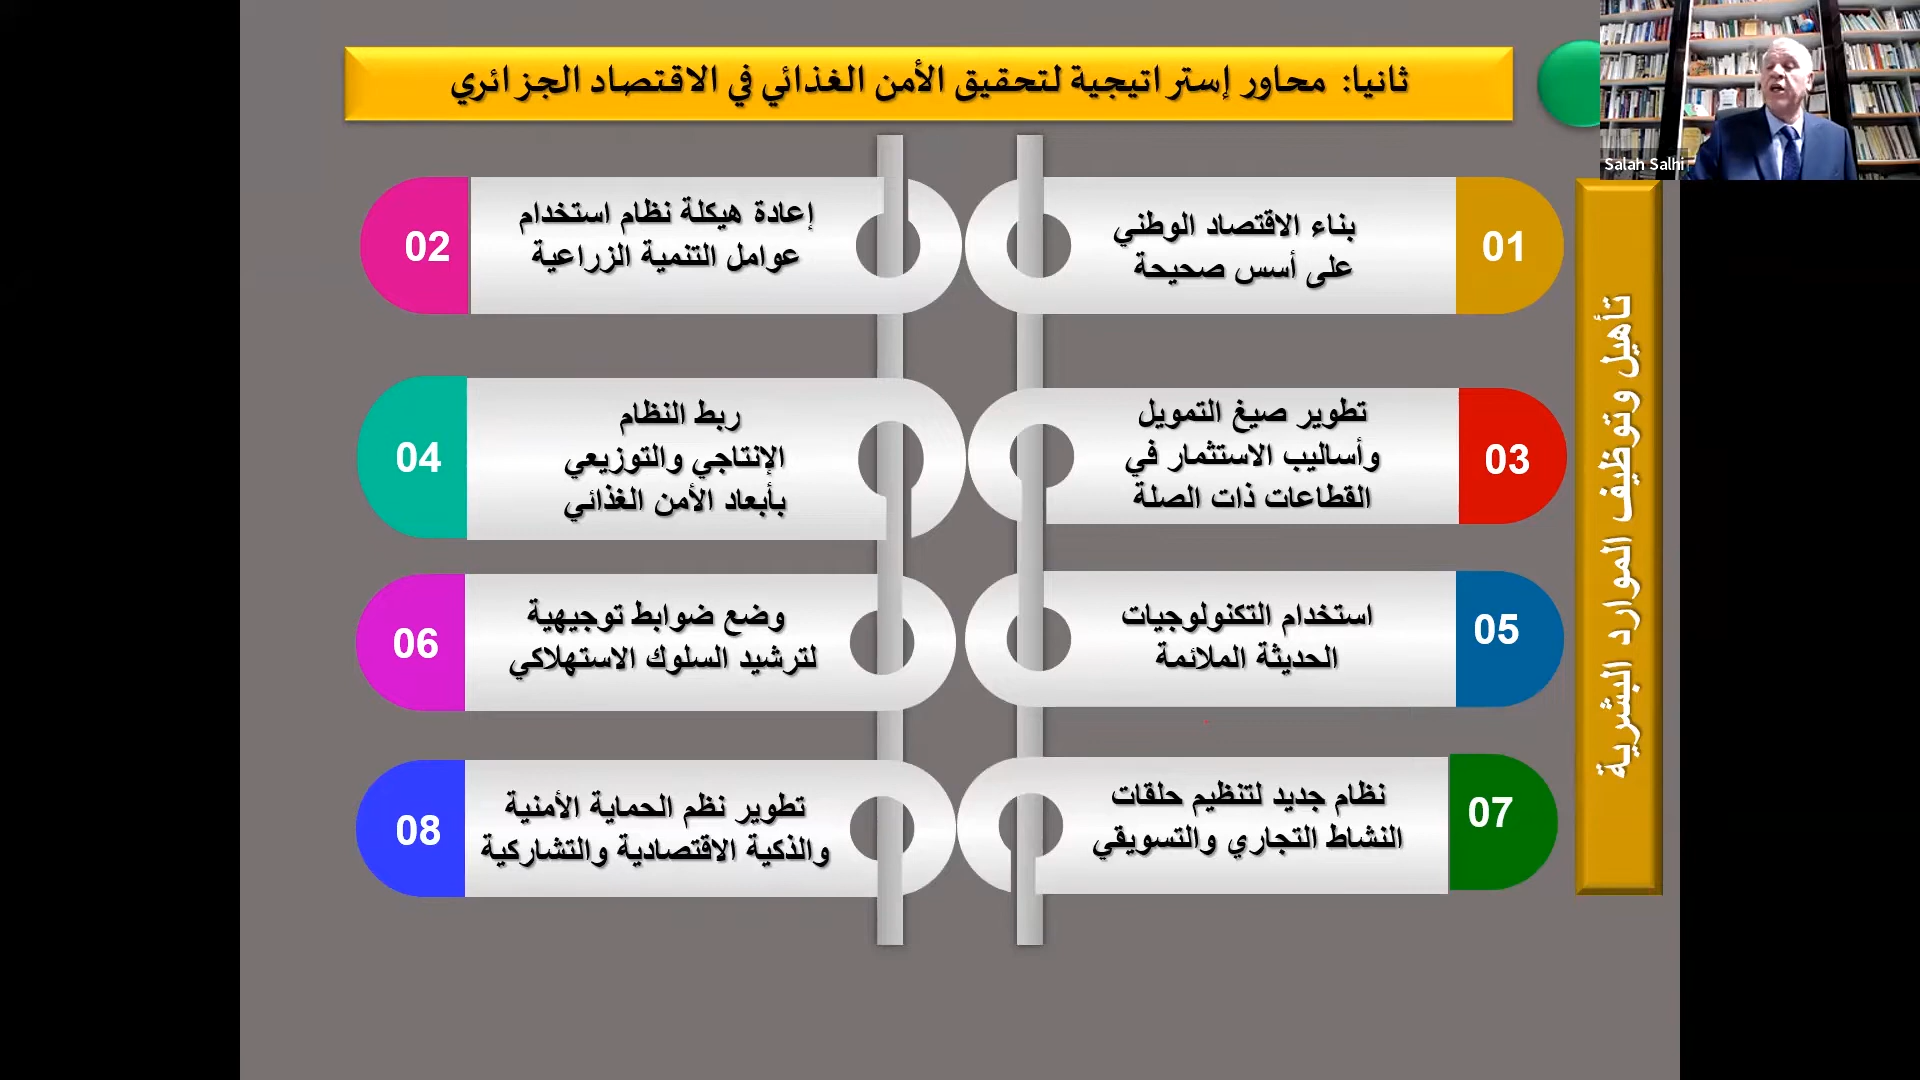 ثانيا: محاور إستراتيجية لتحقيق الأمن الغذائي في الاقتصاد الجزائري
Salah Salhi
01
بناء الاقتصاد الوطني
على أسس صحيحة
02
إعادة هيكلة نظام استخدام
عوامل التنمية الزراعية
03
تطوير صيغ التمويل
وأساليب الاستثمار في
القطاعات ذات الصلة
04
ربط النظام
الإنتاجي والتوزيعي
بأبعاد الأمن الغذائي
05
استخدام التكنولوجيات
الحديثة الملائمة
06
وضع ضوابط توجيهية
لترشيد السلوك الاستهلاكي
07
نظام جديد لتنظيم حلقات
النشاط التجاري والتسويقي
08
تطوير نظم الحماية الأمنية
والذكية الاقتصادية والتشاركية
تأهيل وتوظيف الموارد البشرية